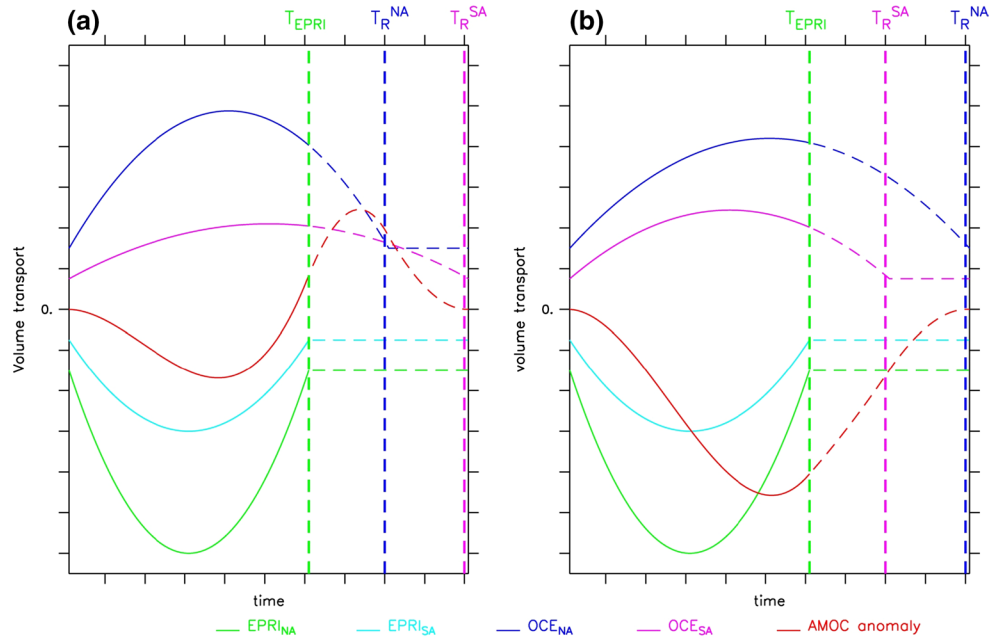 (a) T_EPRI T_R^NA T_R^SA (b) T_EPRI T_R^SA T_R^NA
Volume transport
0.
time
volume transport
0.
time
EPRI_NA EPRI_SA OCE_NA OCE_SA AMOC anomaly